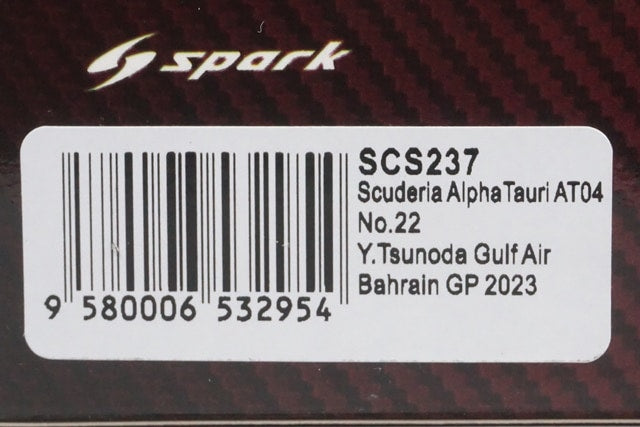 spark
SCS237
Scuderia AlphaTauri AT04
No.22
Y.Tsunoda Gulf Air
Bahrain GP 2023
9 580006 532954